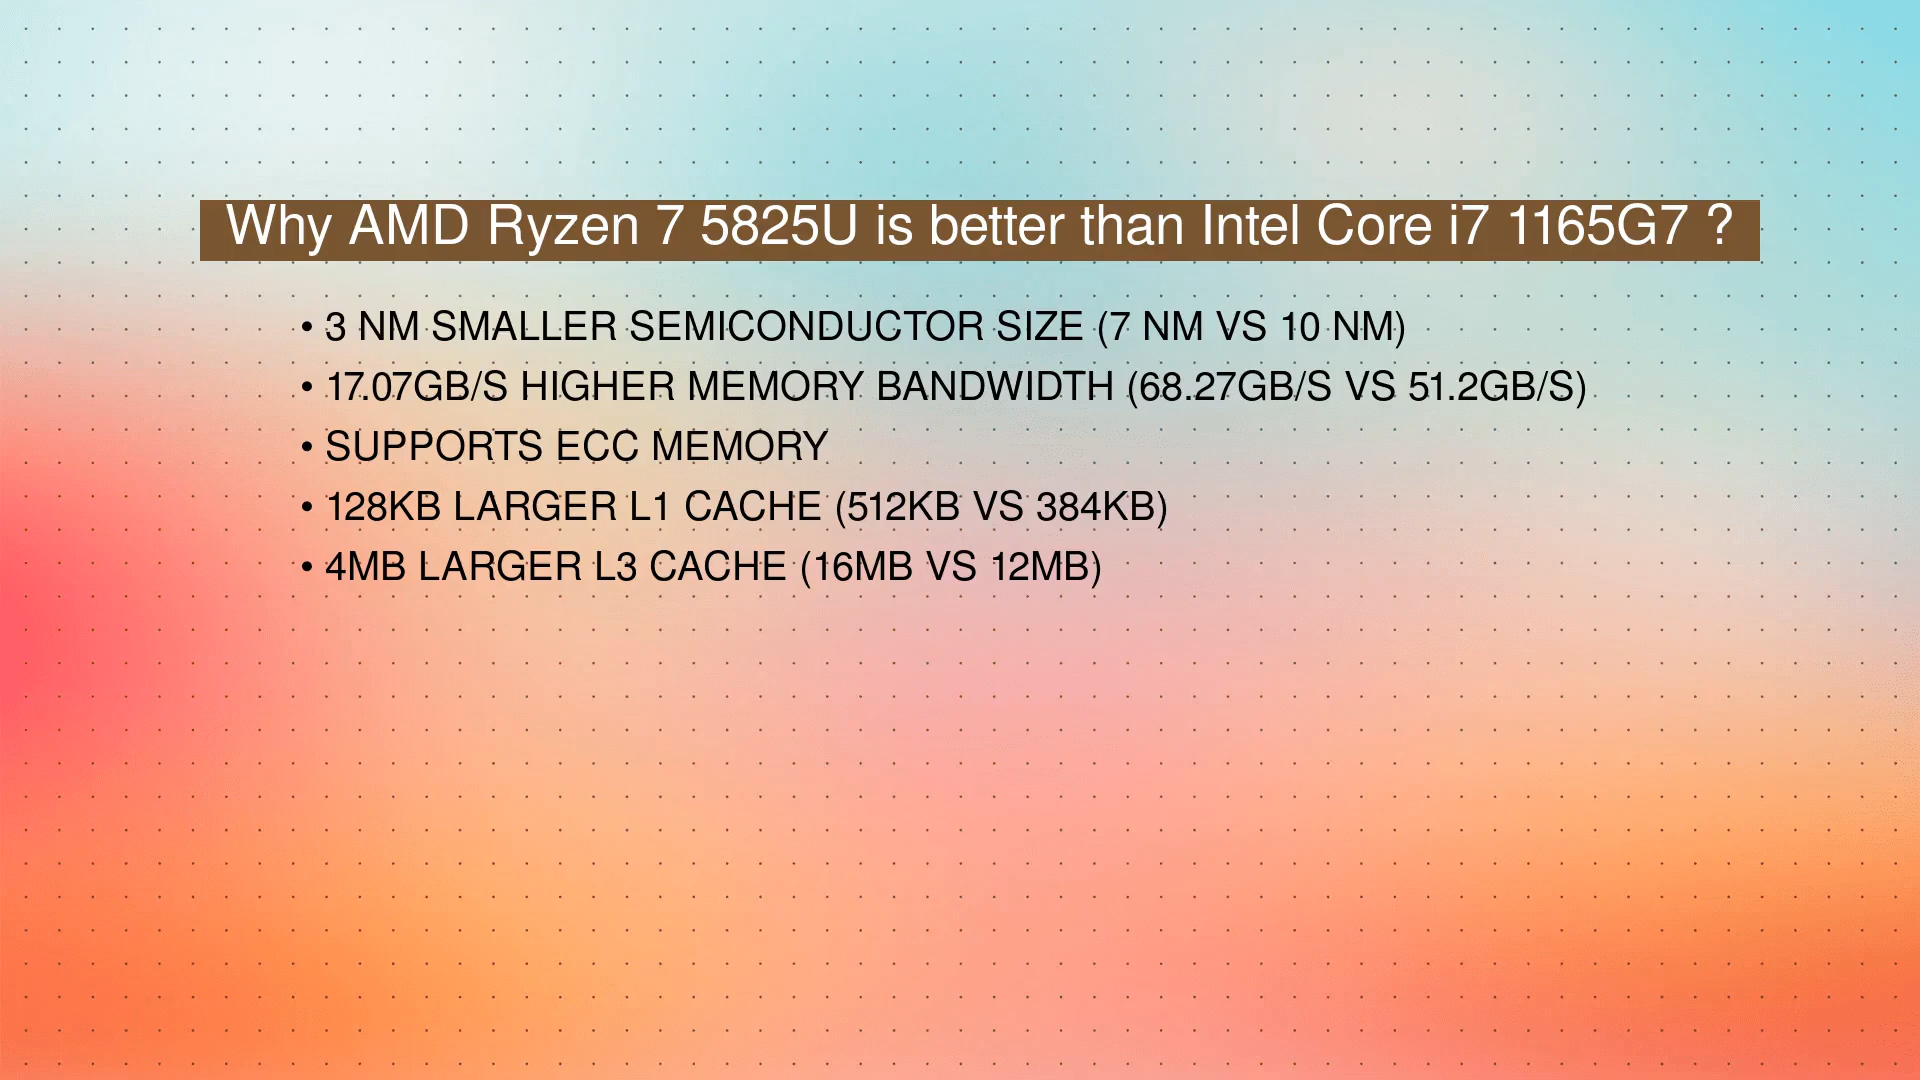 Why AMD Ryzen 7 5825U is better than Intel Core i7 1165G7 ?
• 3 NM SMALLER SEMICONDUCTOR SIZE (7 NM VS 10 NM)
• 17.07GB/S HIGHER MEMORY BANDWIDTH (68.27GB/S VS 51.2GB/S)
• SUPPORTS ECC MEMORY
• 128KB LARGER L1 CACHE (512KB VS 384KB)
• 4MB LARGER L3 CACHE (16MB VS 12MB)